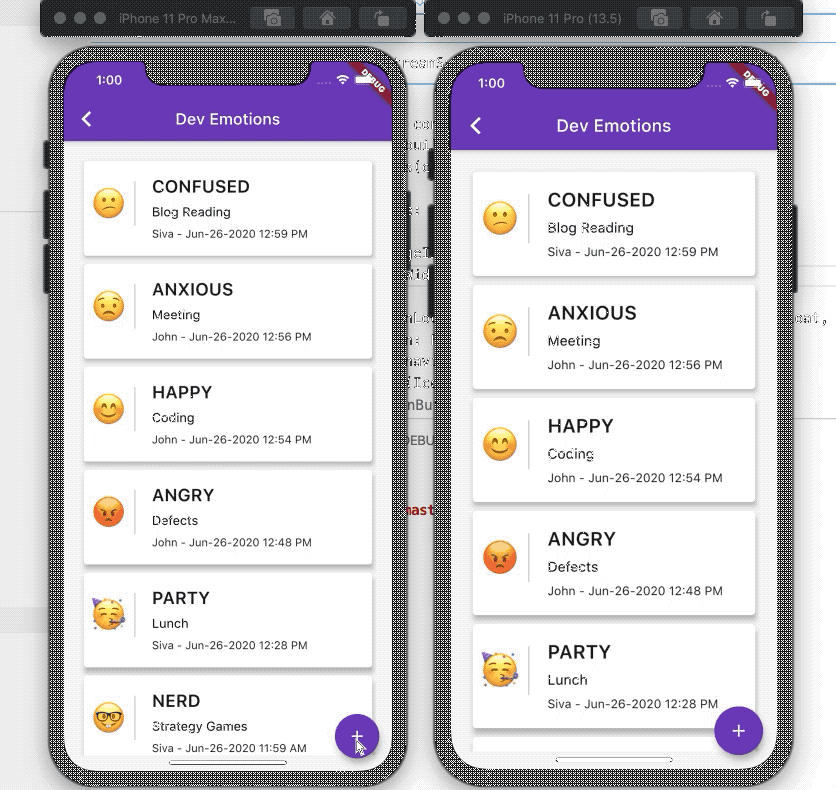 iPhone 11 Pro Max...
1:00
DEBUG
Dev Emotions
CONFUSED
Blog Reading
Siva - Jun-26-2020 12:59 PM
ANXIOUS
Meeting
John - Jun-26-2020 12:56 PM
HAPPY
Coding
John - Jun-26-2020 12:54 PM
ANGRY
Defects
John - Jun-26-2020 12:48 PM
PARTY
Lunch
Siva - Jun-26-2020 12:28 PM
NERD
Strategy Games
Siva - Jun-26-2020 11:59 AM
+
iPhone 11 Pro (13.5)
1:00
DEBUG
Dev Emotions
CONFUSED
Blog Reading
Siva - Jun-26-2020 12:59 PM
ANXIOUS
Meeting
John - Jun-26-2020 12:56 PM
HAPPY
Coding
John - Jun-26-2020 12:54 PM
ANGRY
Defects
John - Jun-26-2020 12:48 PM
PARTY
Lunch
Siva - Jun-26-2020 12:28 PM
+